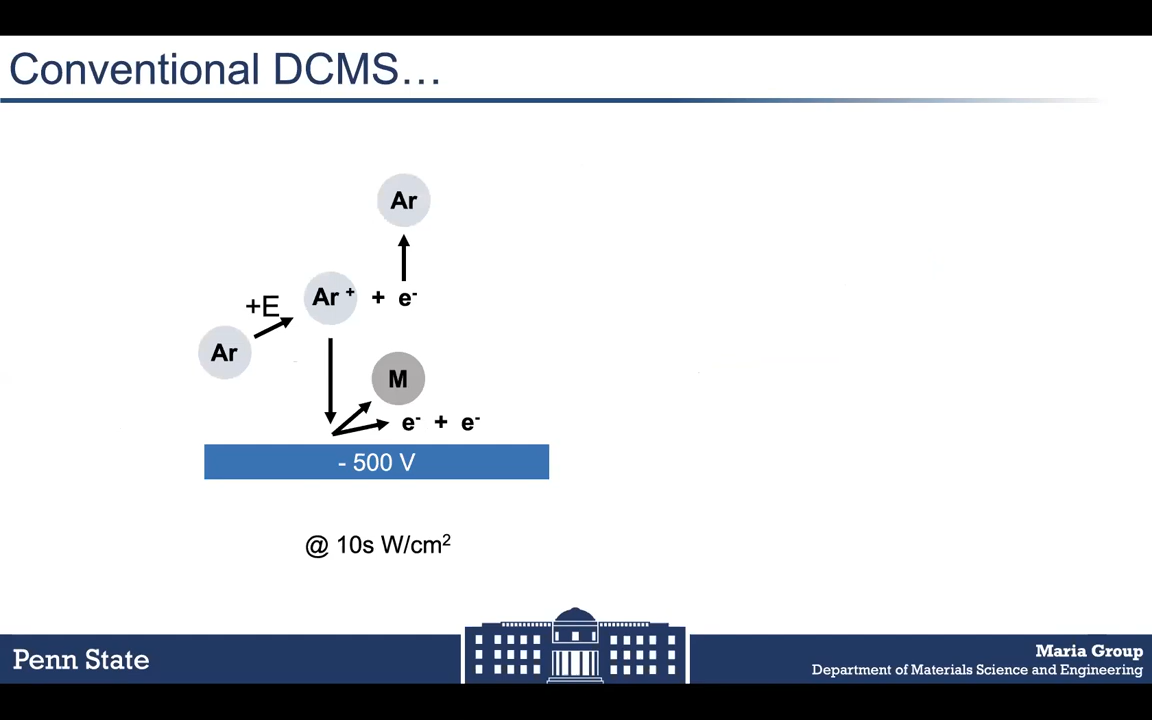 Conventional DCMS…
Ar
+E
Ar +
+ e-
Ar
M
e- + e-
- 500 V
@ 10s W/cm2
Penn State
Maria Group
Department of Materials Science and Engineering